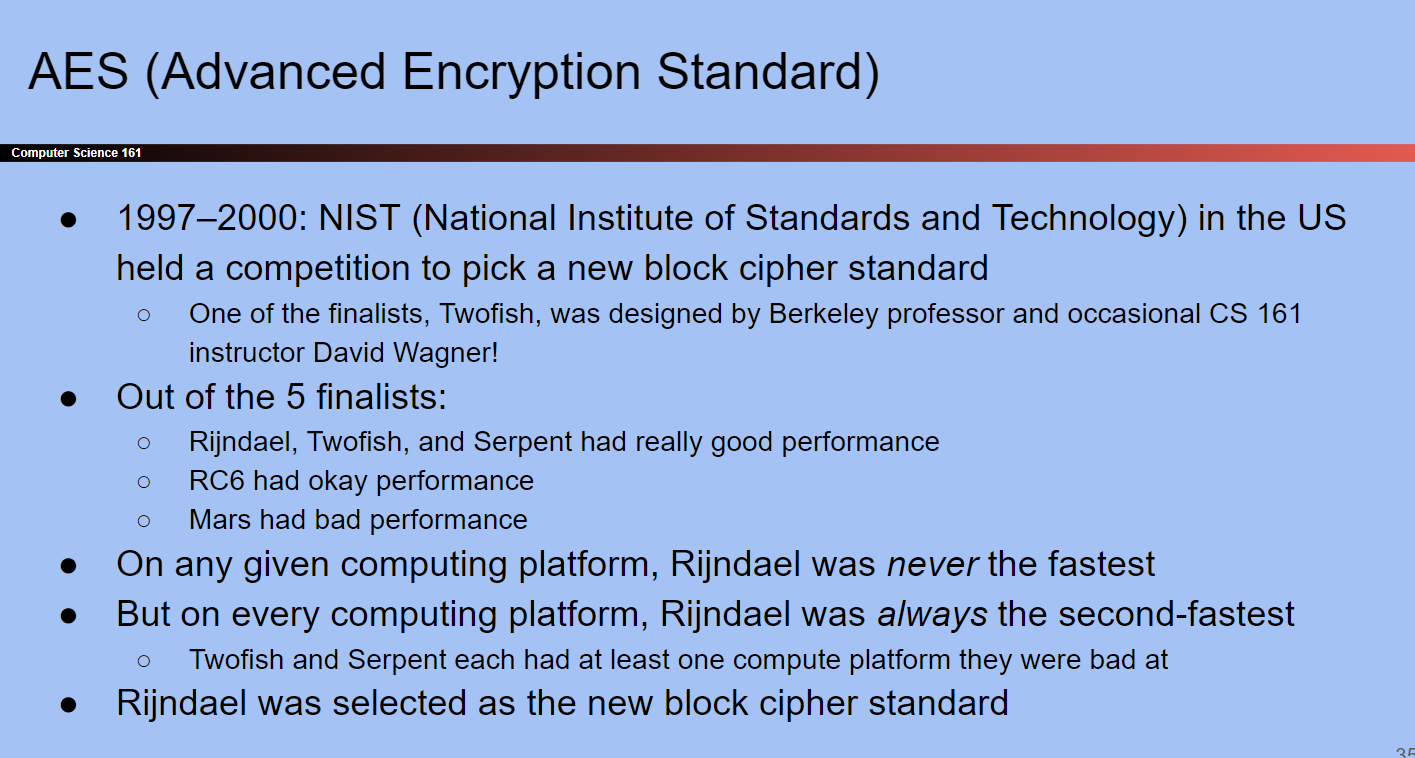 AES (Advanced Encryption Standard)
Computer Science 161
● 1997–2000: NIST (National Institute of Standards and Technology) in the US
held a competition to pick a new block cipher standard
○ One of the finalists, Twofish, was designed by Berkeley professor and occasional CS 161
instructor David Wagner!
● Out of the 5 finalists:
○ Rijndael, Twofish, and Serpent had really good performance
○ RC6 had okay performance
○ Mars had bad performance
● On any given computing platform, Rijndael was never the fastest
● But on every computing platform, Rijndael was always the second-fastest
○ Twofish and Serpent each had at least one compute platform they were bad at
● Rijndael was selected as the new block cipher standard
35